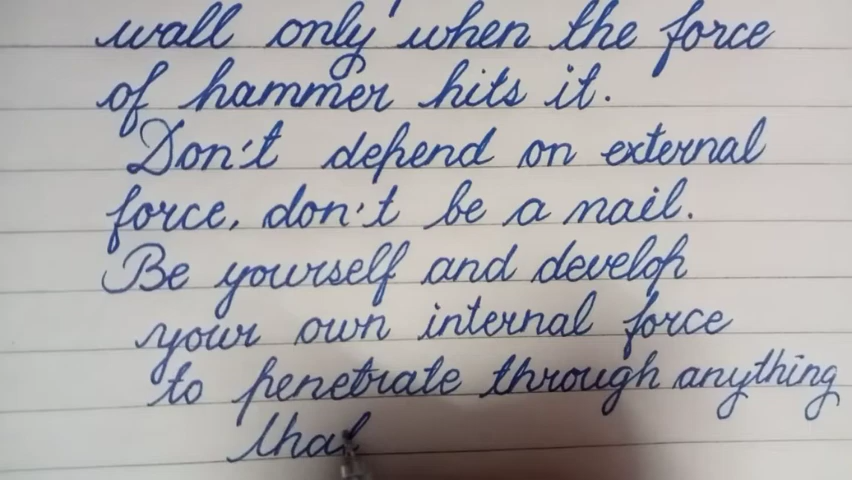 wall only when the force
of hammer hits it.
Don't depend on external
force, don't be a nail.
Be yourself and develop
your own internal force
to penetrate through anything
that